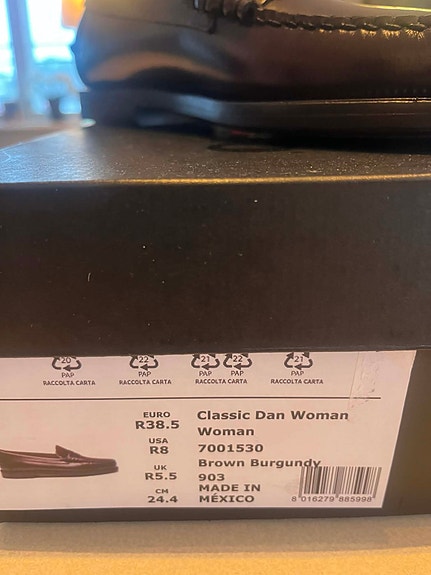 20 22 21 22 21
PAP PAP PAP PAP
RACCOLTA CARTA RACCOLTA CARTA RACCOLTA CARTA RACCOLTA CARTA
EURO
R38.5
USA
R8
UK
R5.5
CM
24.4
Classic Dan Woman
Woman
7001530
Brown Burgundy
903
MADE IN
MÉXICO
8 016279 885998